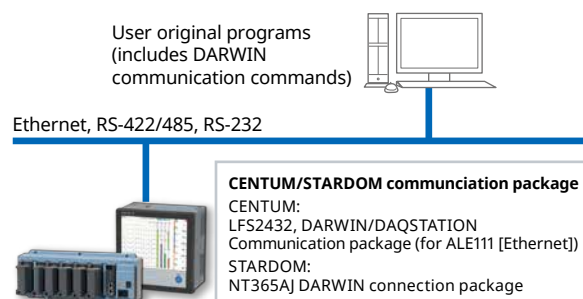 User original programs
(includes DARWIN
communication commands)
Ethernet, RS-422/485, RS-232
CENTUM/STARDOM communciation package
CENTUM:
LFS2432, DARWIN/DAQSTATION
Communication package (for ALE111 [Ethernet])
STARDOM:
NT365AJ DARWIN connection package